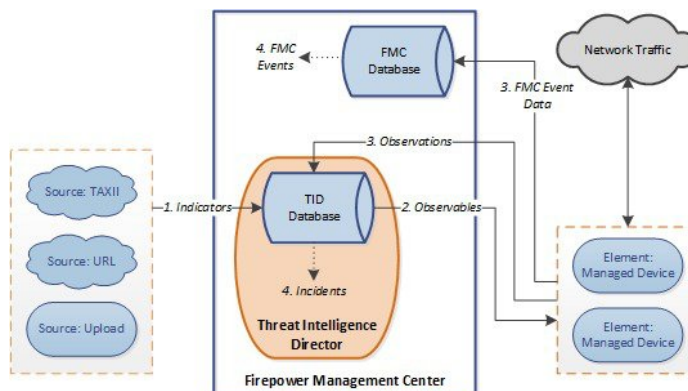 4. FMC
Events
FMC
Database
Network Traffic
3. FMC Event
Data
3. Observations
Source: TAXII
1. Indicators
TID
Database
2. Observables
Source: URL
Element:
Managed Device
4. Incidents
Source: Upload
Threat Intelligence
Director
Element:
Managed Device
Firepower Management Center